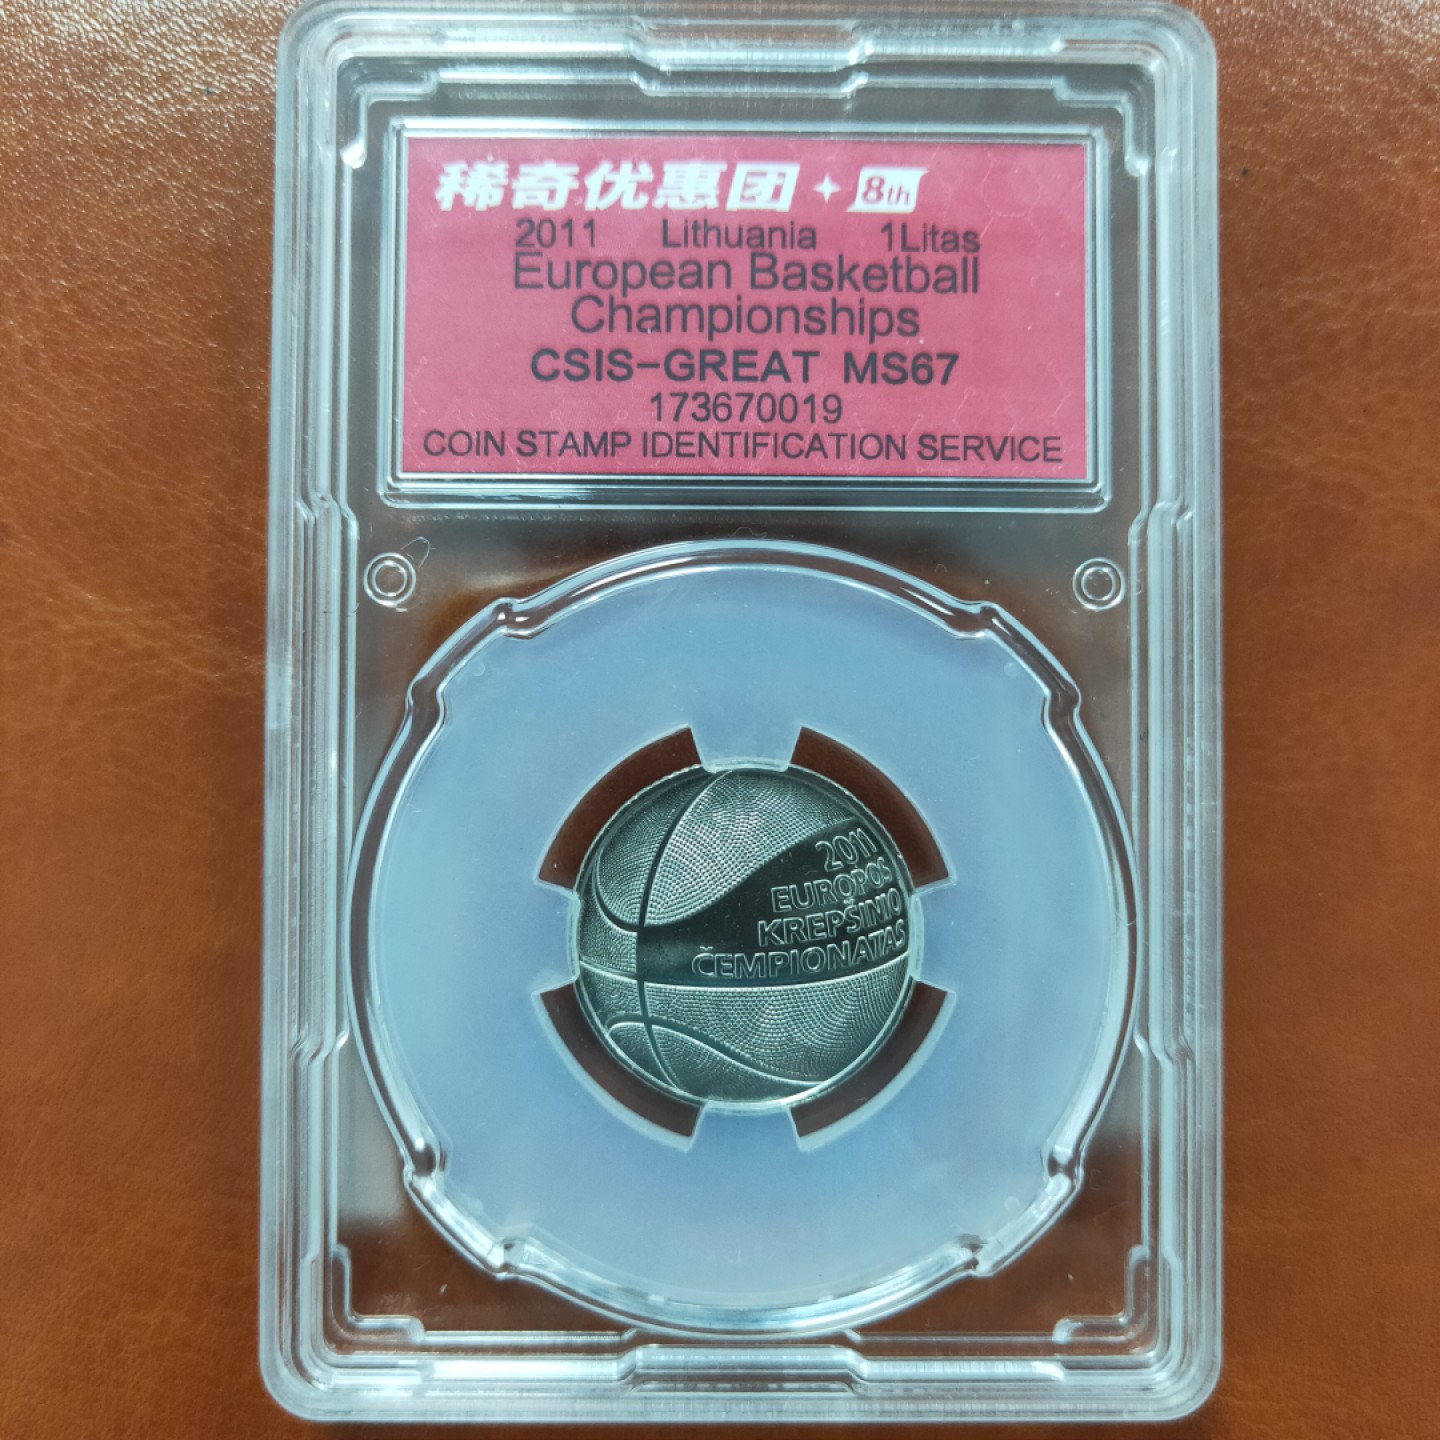 稀奇优惠团 8th
2011 Lithuania 1Litas
European Basketball
Championships
CSIS-GREAT MS67
173670019
COIN STAMP IDENTIFICATION SERVICE
2011
EUROPOS
KREPŠINIO
ČEMPIONATAS